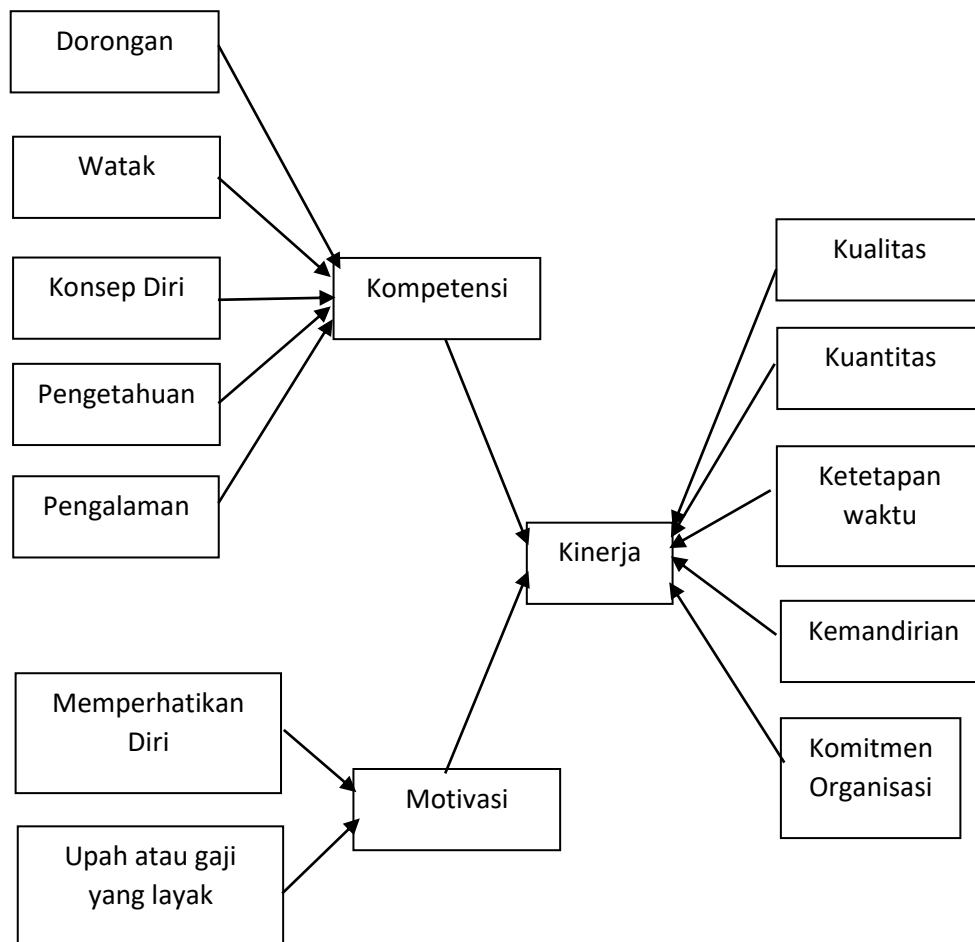 Dorongan
Watak
Konsep Diri
Pengetahuan
Pengalaman
Kompetensi
Kualitas
Kuantitas
Ketetapan
waktu
Kinerja
Kemandirian
Komitmen
Organisasi
Memperhatikan
Diri
Motivasi
Upah atau gaji
yang layak